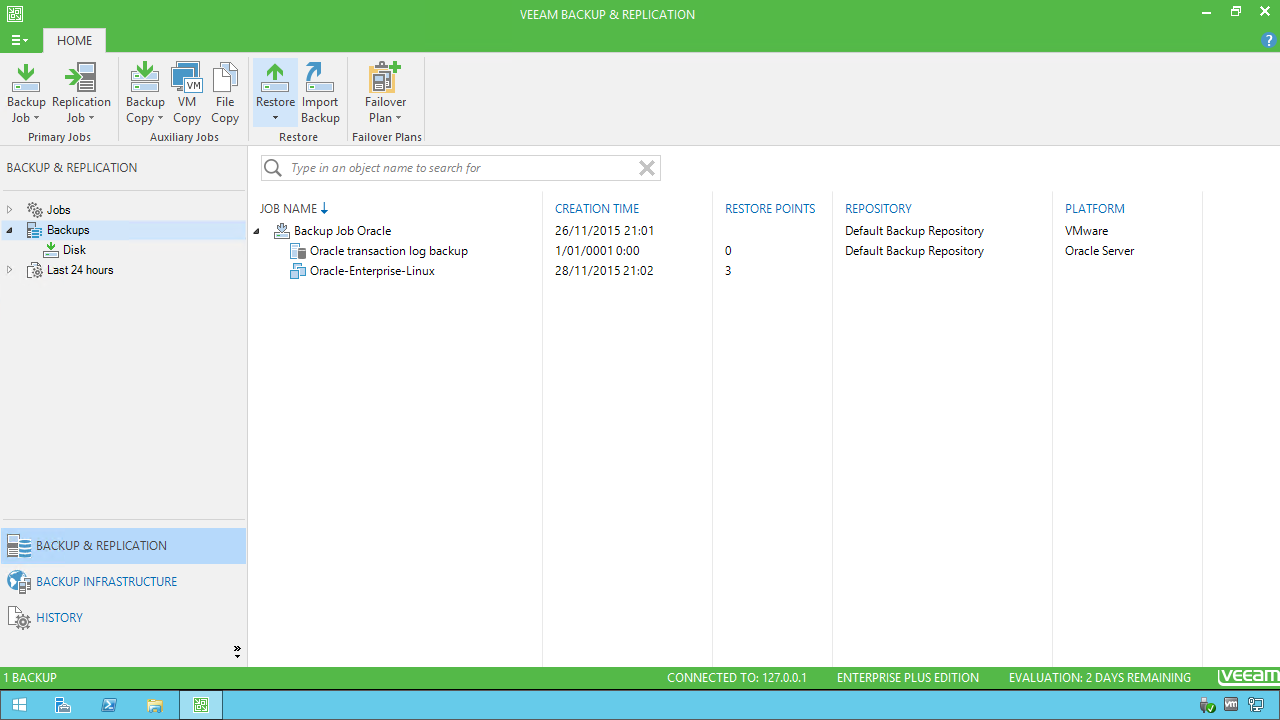 VEEAM BACKUP & REPLICATION
HOME
?
Backup Job
Replication Job
Primary Jobs
Backup Copy
VM
VM Copy
File Copy
Auxiliary Jobs
Restore
Import Backup
Restore
Failover Plan
Failover Plans
BACKUP & REPLICATION
Jobs
Backups
Disk
Last 24 hours
BACKUP & REPLICATION
BACKUP INFRASTRUCTURE
HISTORY
Type in an object name to search for
JOB NAME CREATION TIME RESTORE POINTS REPOSITORY PLATFORM
Backup Job Oracle 26/11/2015 21:01 Default Backup Repository VMware
Oracle transaction log backup 1/01/0001 0:00 0 Default Backup Repository Oracle Server
Oracle-Enterprise-Linux 28/11/2015 21:02 3
1 BACKUP CONNECTED TO: 127.0.0.1 ENTERPRISE PLUS EDITION EVALUATION: 2 DAYS REMAINING veeam
vm